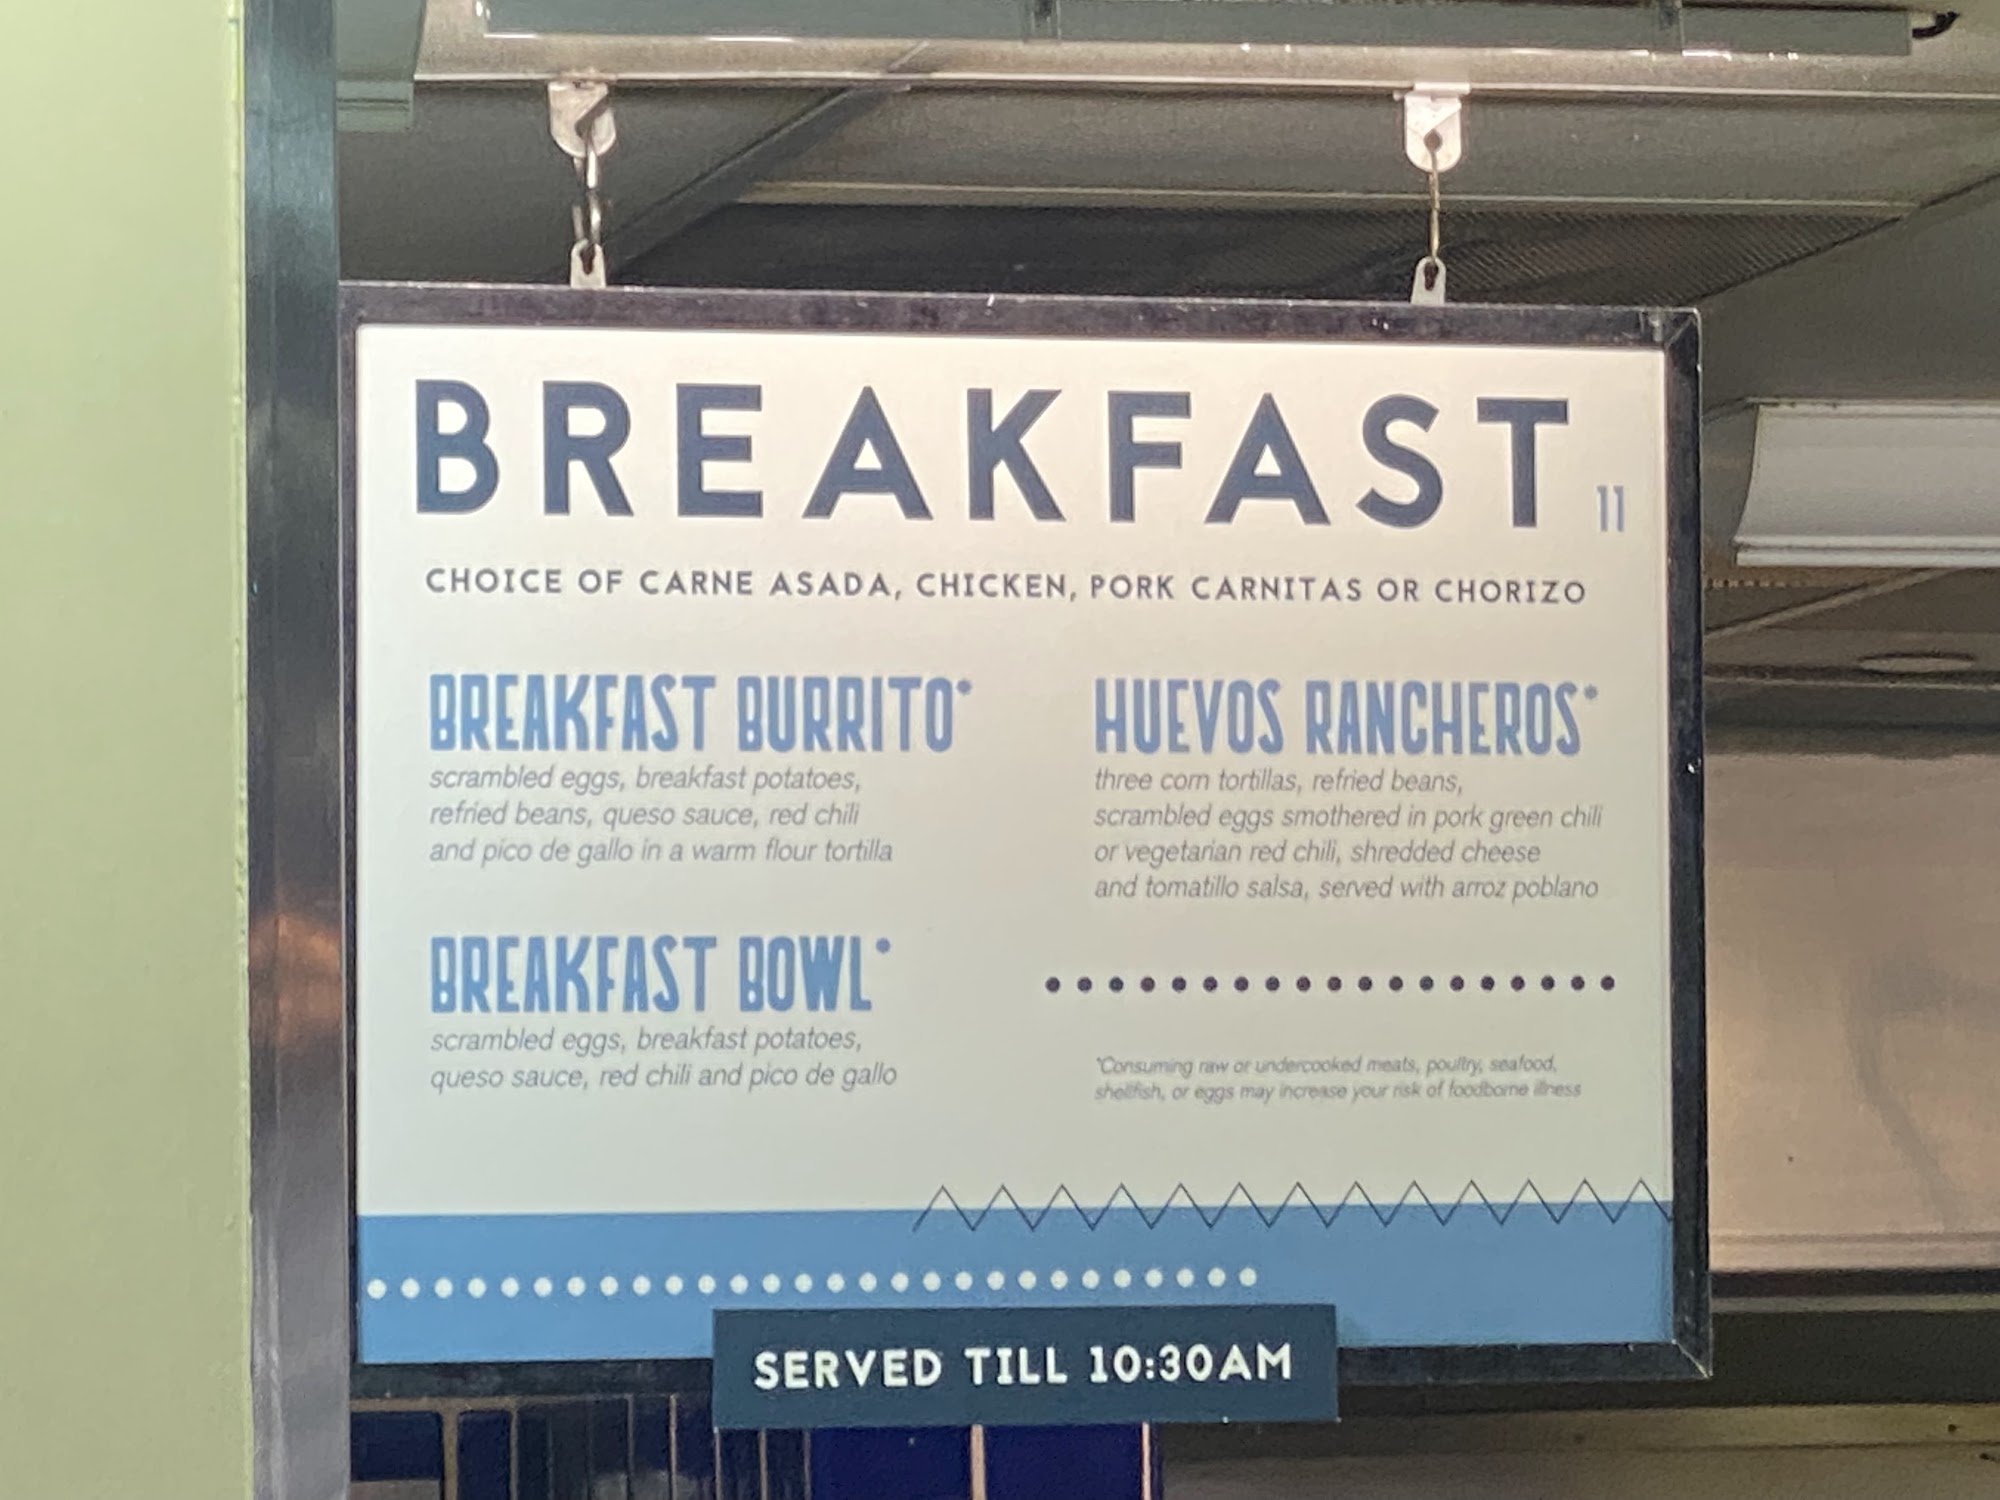 BREAKFAST 11
CHOICE OF CARNE ASADA, CHICKEN, PORK CARNITAS OR CHORIZO
BREAKFAST BURRITO*
scrambled eggs, breakfast potatoes,
refried beans, queso sauce, red chili
and pico de gallo in a warm flour tortilla
BREAKFAST BOWL*
scrambled eggs, breakfast potatoes,
queso sauce, red chili and pico de gallo
HUEVOS RANCHEROS*
three corn tortillas, refried beans,
scrambled eggs smothered in pork green chili
or vegetarian red chili, shredded cheese
and tomatillo salsa, served with arroz poblano
*Consuming raw or undercooked meats, poultry, seafood,
shellfish, or eggs may increase your risk of foodborne illness
SERVED TILL 10:30AM